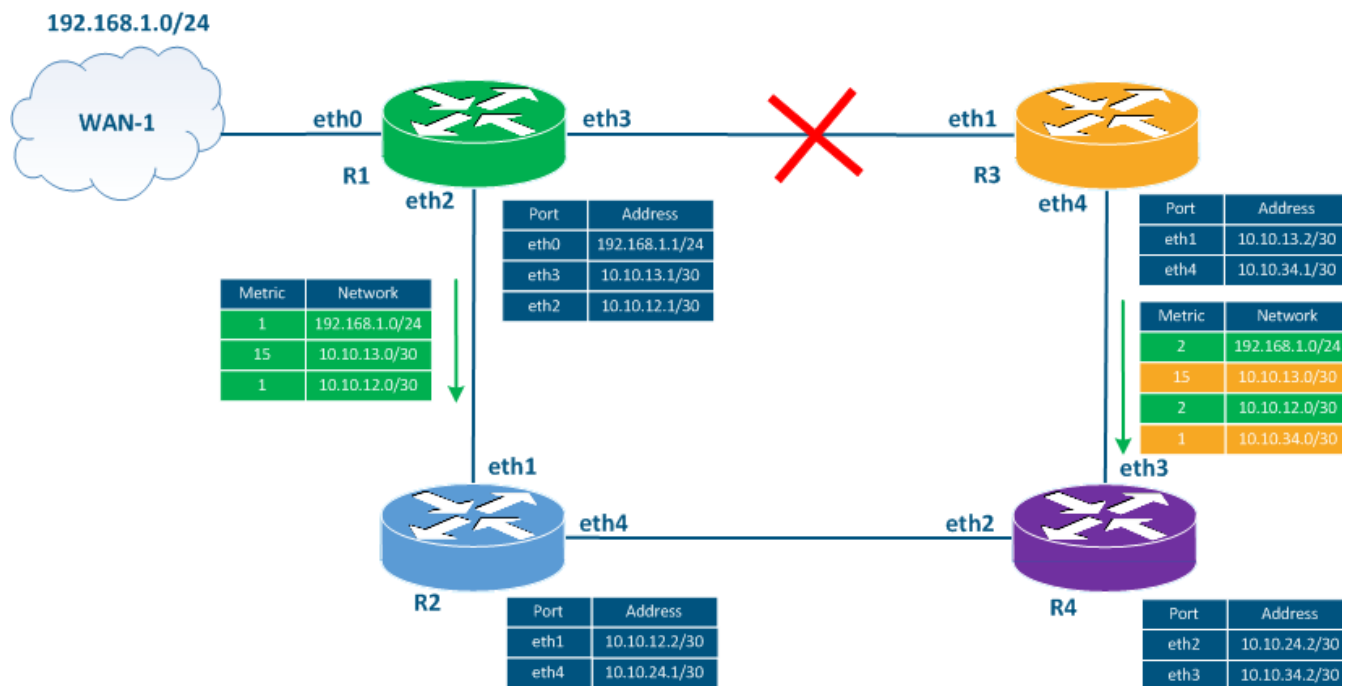 192.168.1.0/24
WAN-1
eth0
eth3
eth1
R1
R3
eth2
eth4
Port Address
eth0 192.168.1.1/24
eth3 10.10.13.1/30
eth2 10.10.12.1/30
Port Address
eth1 10.10.13.2/30
eth4 10.10.34.1/30
Metric Network
1 192.168.1.0/24
15 10.10.13.0/30
1 10.10.12.0/30
Metric Network
2 192.168.1.0/24
15 10.10.13.0/30
2 10.10.12.0/30
1 10.10.34.0/30
eth1
eth3
eth4
eth2
R2
R4
Port Address
eth1 10.10.12.2/30
eth4 10.10.24.1/30
Port Address
eth2 10.10.24.2/30
eth3 10.10.34.2/30